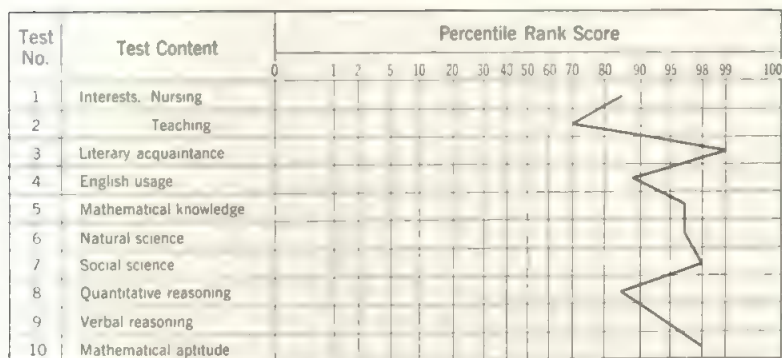 Test No. Test Content Percentile Rank Score
0 1 2 5 10 20 30 40 50 60 70 80 90 95 98 99 100
1 Interests. Nursing
2 Teaching
3 Literary acquaintance
4 English usage
5 Mathematical knowledge
6 Natural science
7 Social science
8 Quantitative reasoning
9 Verbal reasoning
10 Mathematical aptitude